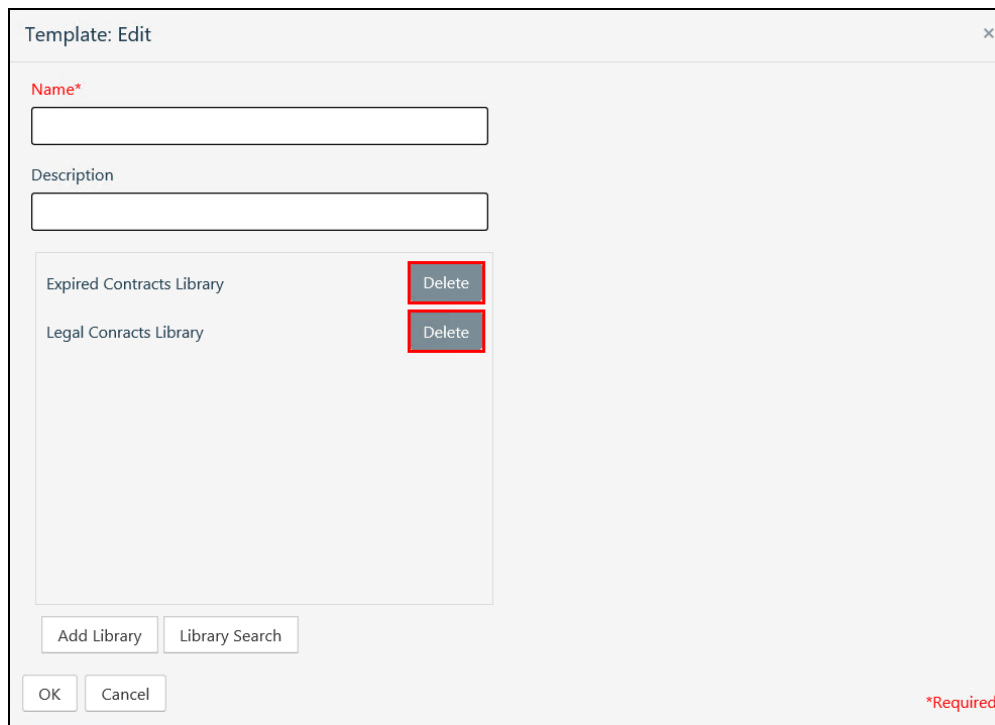 Template: Edit ×
Name*
Description
Expired Contracts Library Delete
Legal Conracts Library Delete
Add Library Library Search
OK Cancel
*Required